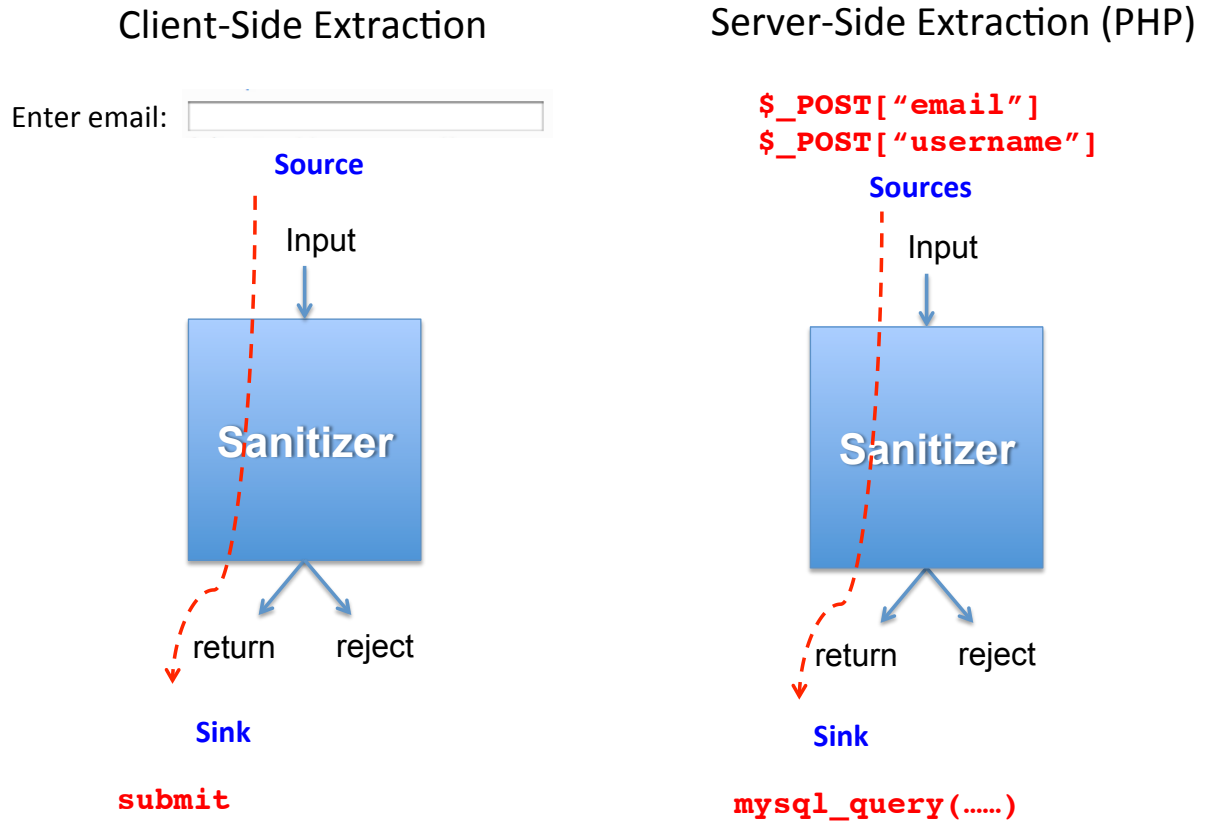 Client-Side Extraction
Enter email:
Source
Input
Sanitizer
return reject
Sink
submit
Server-Side Extraction (PHP)
$_POST[“email”]
$_POST[“username”]
Sources
Input
Sanitizer
return reject
Sink
mysql_query(……)